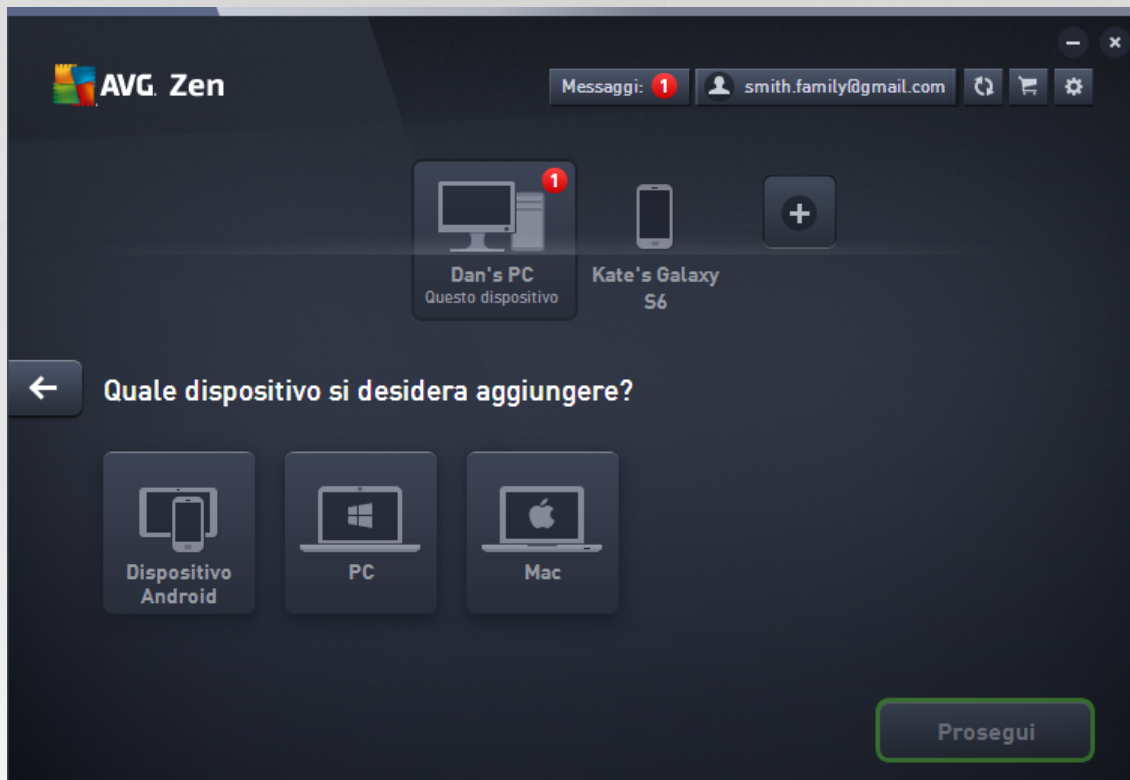 AVG. Zen
Messaggi: 1
smith.family@gmail.com
1
Dan's PC
Questo dispositivo
Kate's Galaxy
S6
Quale dispositivo si desidera aggiungere?
Dispositivo
Android
PC
Mac
Prosegui